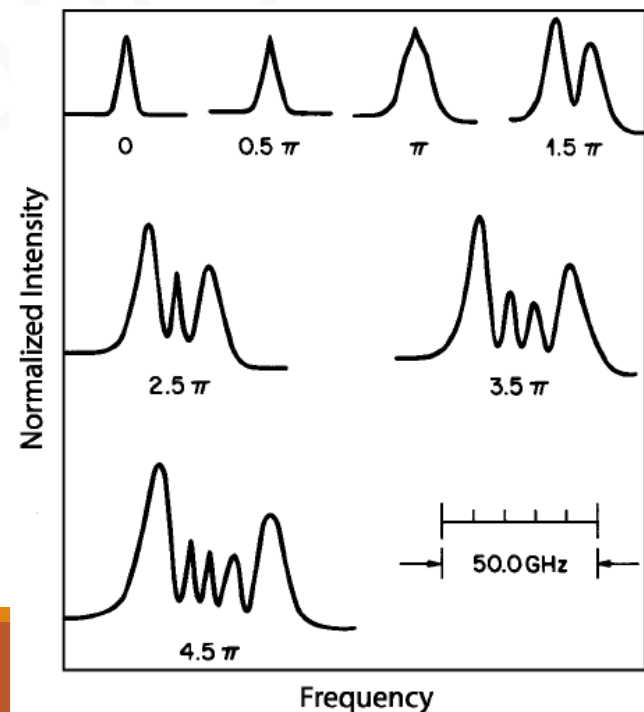 0
0.5 π
π
1.5 π
2.5 π
3.5 π
4.5 π
50.0 GHz
Normalized Intensity
Frequency